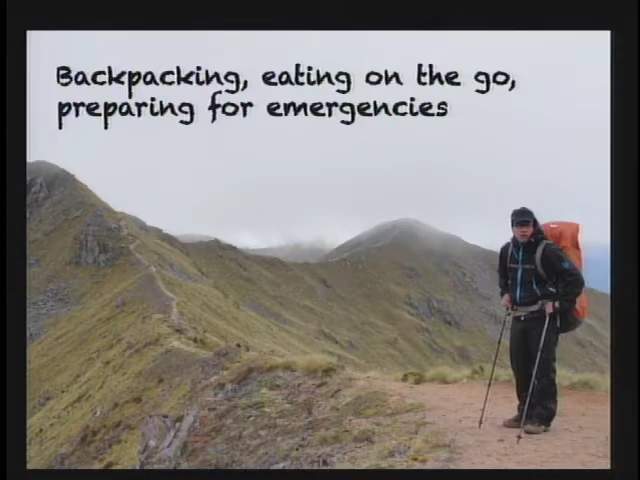 Backpacking, eating on the go,
preparing for emergencies